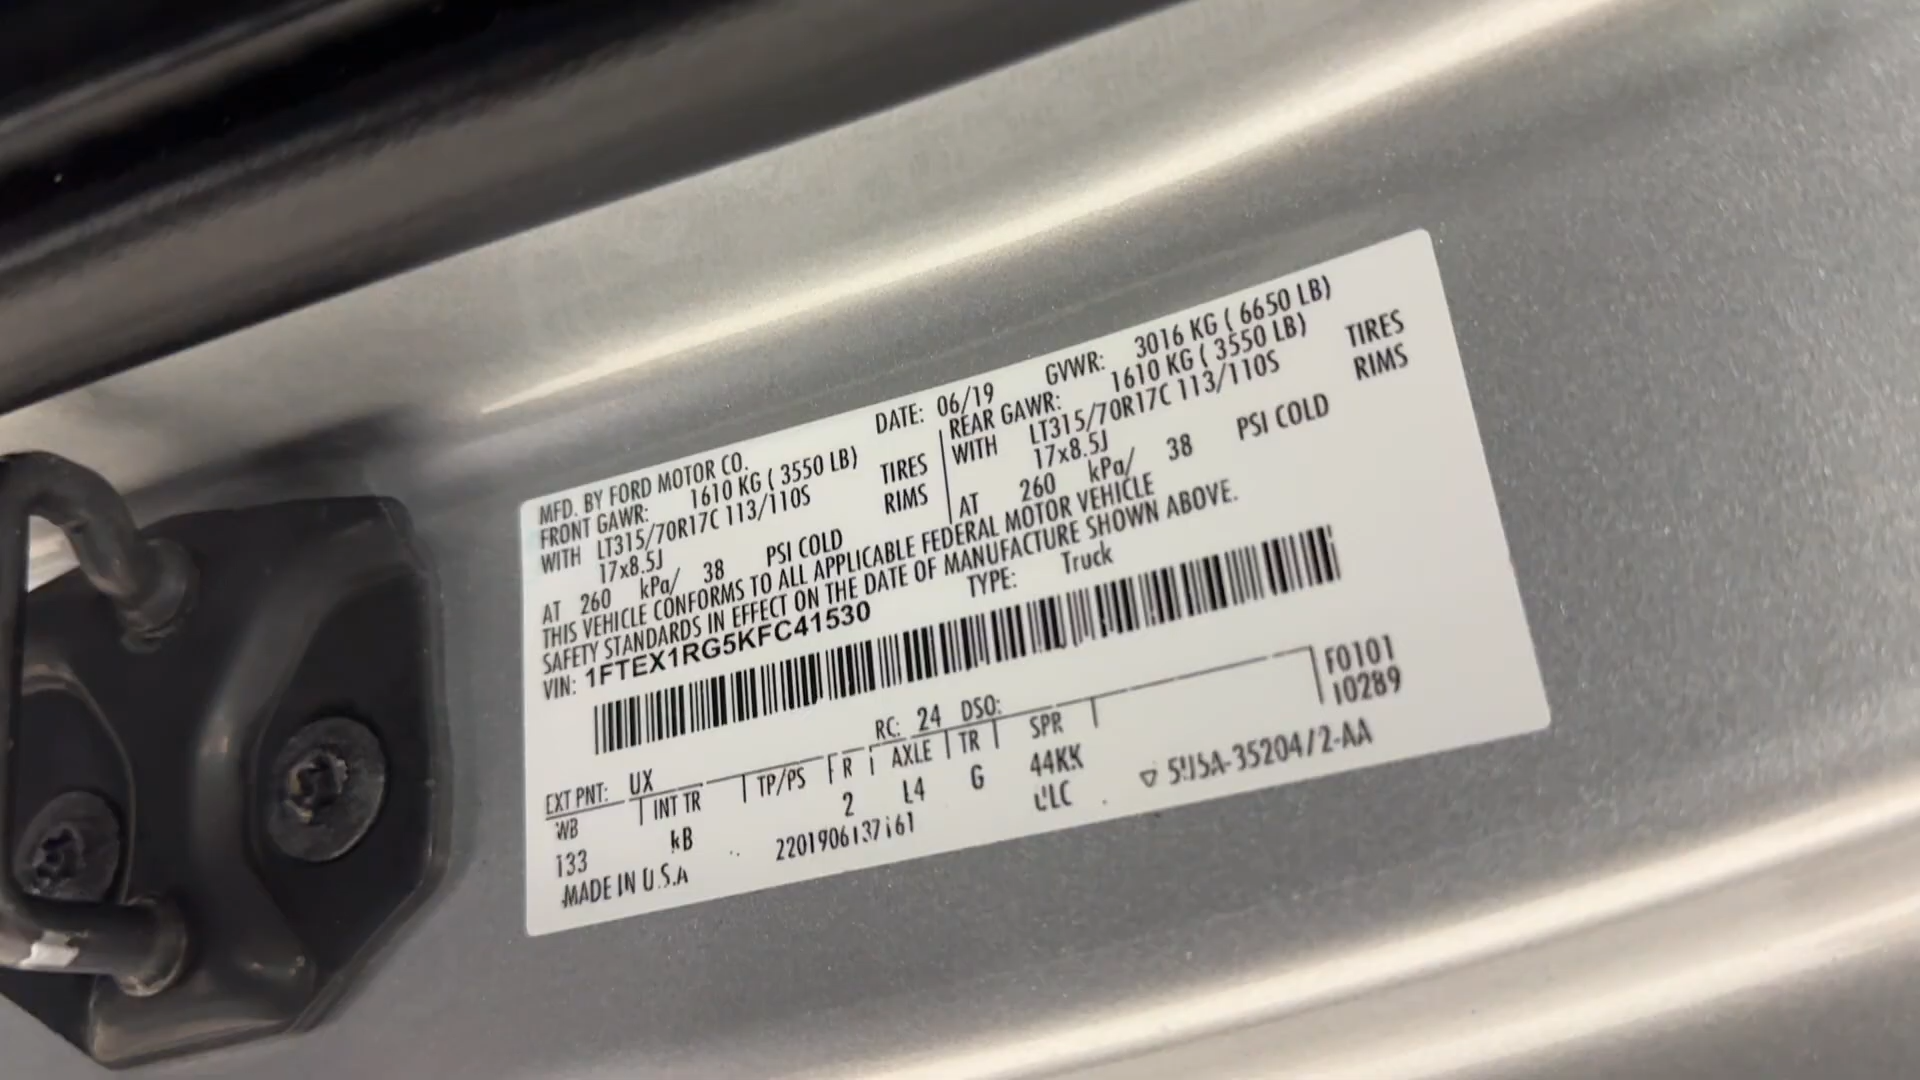 MFD. BY FORD MOTOR CO. DATE: 06/19 GVWR: 3016 KG ( 6650 LB)
FRONT GAWR: 1610 KG ( 3550 LB) REAR GAWR: 1610 KG ( 3550 LB)
WITH LT315/70R17C 113/110S TIRES WITH LT315/70R17C 113/110S TIRES
17x8.5J RIMS 17x8.5J RIMS
AT 260 kPa/ 38 PSI COLD AT 260 kPa/ 38 PSI COLD
THIS VEHICLE CONFORMS TO ALL APPLICABLE FEDERAL MOTOR VEHICLE
SAFETY STANDARDS IN EFFECT ON THE DATE OF MANUFACTURE SHOWN ABOVE.
VIN: 1FTEX1RG5KFC41530 TYPE: Truck
F0101
10289
EXT PNT: UX RC: 24 DSO:
WB INT TR TP/PS R AXLE TR SPR
133 KB 2 L4 G 44KK
MADE IN U.S.A 220190613